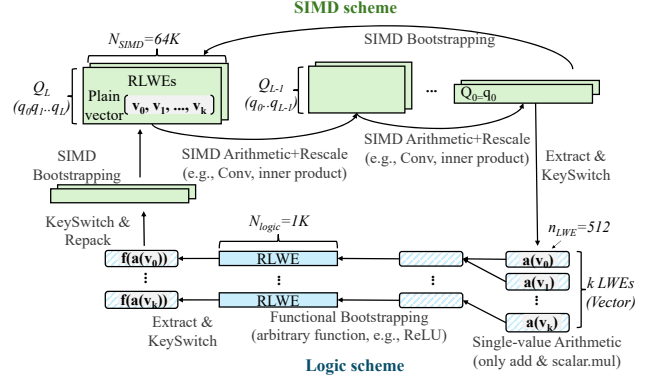 SIMD scheme
N_SIMD=64K
SIMD Bootstrapping
Q_L
(q_0q_1..q_L)
RLWEs
Plain
vector
v_0, v_1, ..., v_k
Q_{L-1}
(q_0..q_{L-1})
...
Q_0=q_0
SIMD Arithmetic+Rescale
(e.g., Conv, inner product)
SIMD Arithmetic+Rescale
(e.g., Conv, inner product)
SIMD
Bootstrapping
Extract &
KeySwitch
KeySwitch &
Repack
N_logic=1K
n_LWE=512
f(a(v_0))
RLWE
a(v_0)
a(v_1)
k LWEs
(Vector)
f(a(v_k))
RLWE
a(v_k)
Extract &
KeySwitch
Functional Bootstrapping
(arbitrary function, e.g., ReLU)
Single-value Arithmetic
(only add & scalar.mul)
Logic scheme